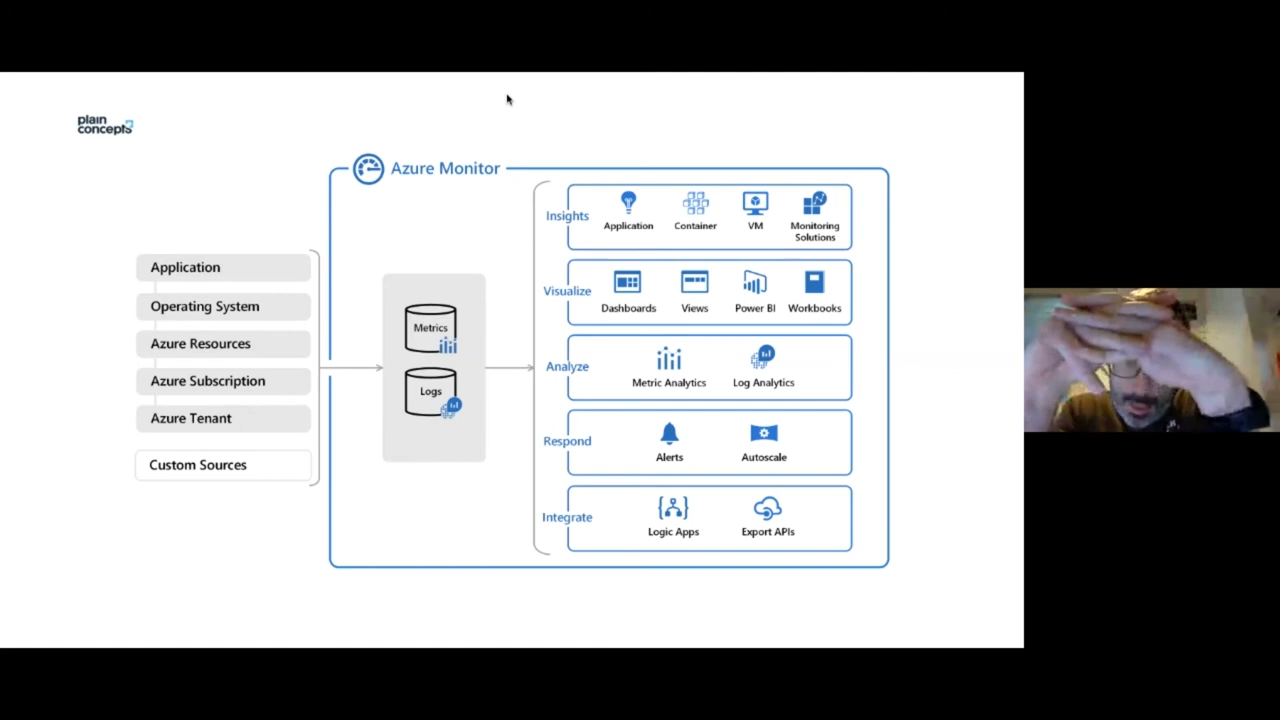 plain
concepts
Azure Monitor
Application
Operating System
Azure Resources
Azure Subscription
Azure Tenant
Custom Sources
Metrics
Logs
Insights
Application
Container
VM
Monitoring
Solutions
Visualize
Dashboards
Views
Power BI
Workbooks
Analyze
Metric Analytics
Log Analytics
Respond
Alerts
Autoscale
Integrate
Logic Apps
Export APIs